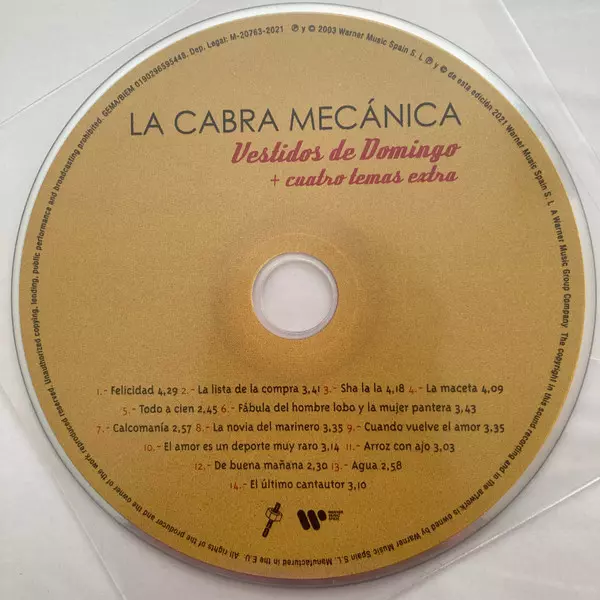 LA CABRA MECÁNICA
Vestidos de Domingo
+ cuatro temas extra
1.- Felicidad 4,29 2.- La lista de la compra 3,41 3.- Sha la la 4,18 4.- La maceta 4,09
5.- Todo a cien 2,45 6.- Fábula del hombre lobo y la mujer pantera 3,43
7.- Calcomanía 2,57 8.- La novia del marinero 3,35 9.- Cuando vuelve el amor 3,35
10.- El amor es un deporte muy raro 3,14 11.- Arroz con ajo 3,03
12.- De buena mañana 2,30 13.- Agua 2,58
14.- El último cantautor 3,10
All rights of the producer and the owner of the work reproduced reserved. Unauthorized copying, lending, public performance and broadcasting prohibited. GEMA/BIEM 0190296595448. Dep. Legal: M-20763-2021 ℗ y © 2003 Warner Music Spain S. L. ℗ y © de esta edición 2021 Warner Music Spain S. L. A Warner Music Group Company. The copyright in this sound recording and in the artwork is owned by Warner Music Spain S.L. Manufactured in the E.U.